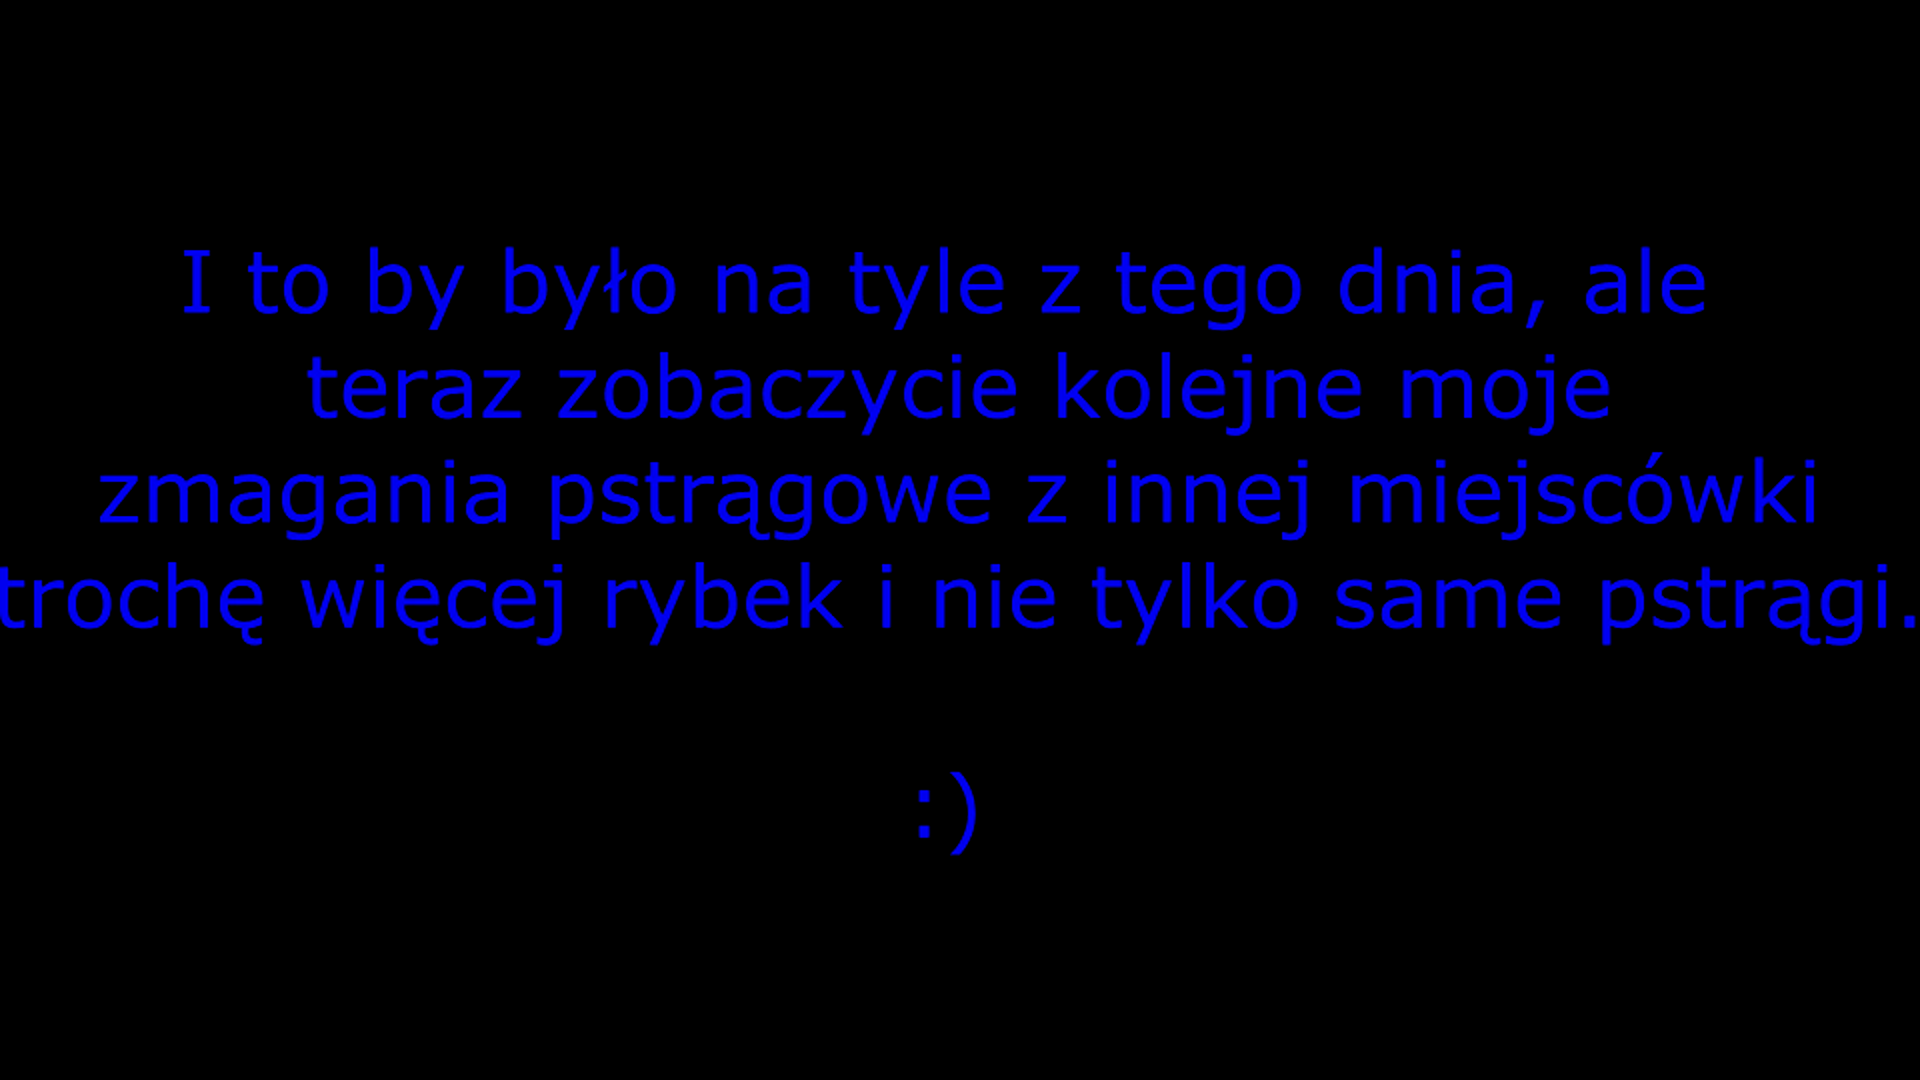 I to by było na tyle z tego dnia, ale
teraz zobaczycie kolejne moje
zmagania pstrągowe z innej miejscówki
trochę więcej rybek i nie tylko same pstrągi.
:)